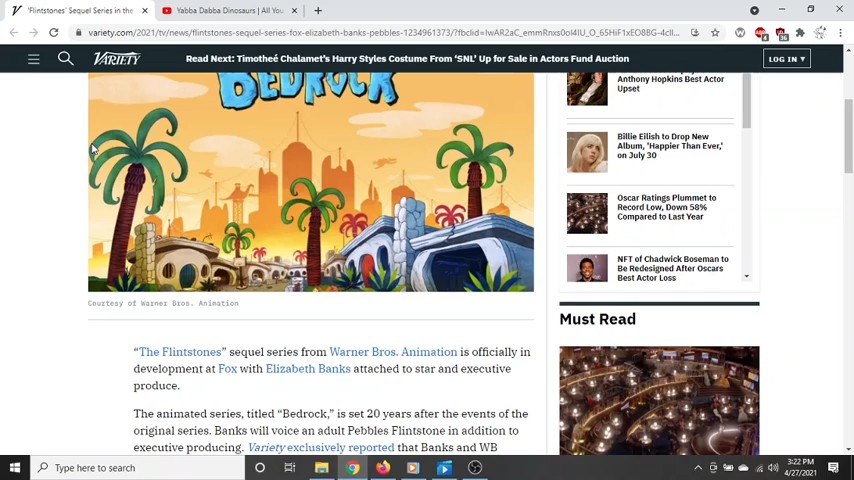 'Flintstones' Sequel Series in the
Yabba Dabba Dinosaurs | All You
variety.com/2021/tv/news/flintstones-sequel-series-fox-elizabeth-banks-pebbles-1234961373/?fbclid=
VARIETY
Read Next: Timotheé Chalamet's Harry Styles Costume From 'SNL' Up for Sale in Actors Fund Auction
LOG IN ▾
BEDROCK
Courtesy of Warner Bros. Animation
"The Flintstones" sequel series from Warner Bros. Animation is officially in
development at Fox with Elizabeth Banks attached to star and executive
produce.
The animated series, titled "Bedrock," is set 20 years after the events of the
original series. Banks will voice an adult Pebbles Flintstone in addition to
executive producing. Variety exclusively reported that Banks and WB
Anthony Hopkins Best Actor
Upset
Billie Eilish to Drop New
Album, 'Happier Than Ever,'
on July 30
Oscar Ratings Plummet to
Record Low, Down 58%
Compared to Last Year
NFT of Chadwick Boseman to
Be Redesigned After Oscars
Best Actor Loss
Must Read
Type here to search
3:22 PM
4/27/2021